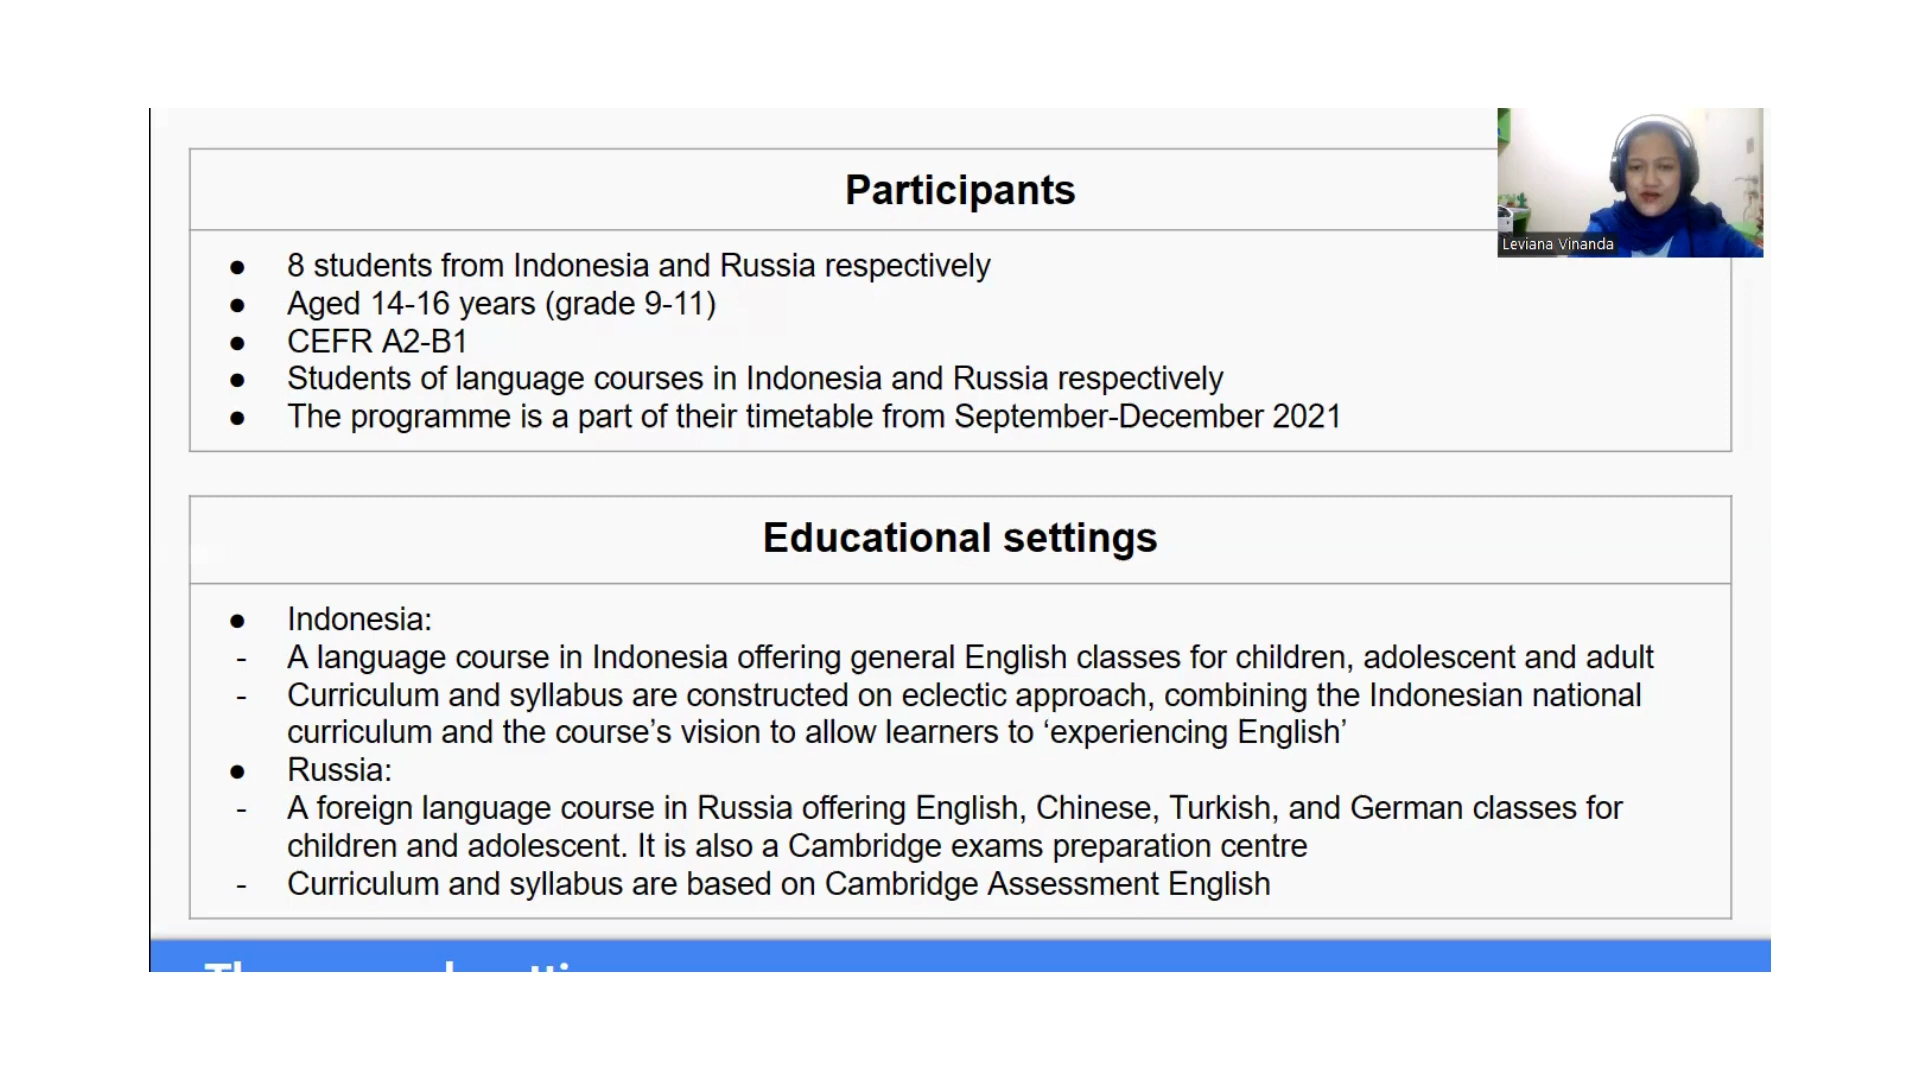 Participants
Leviana Vinanda
● 8 students from Indonesia and Russia respectively
● Aged 14-16 years (grade 9-11)
● CEFR A2-B1
● Students of language courses in Indonesia and Russia respectively
● The programme is a part of their timetable from September-December 2021
Educational settings
● Indonesia:
- A language course in Indonesia offering general English classes for children, adolescent and adult
- Curriculum and syllabus are constructed on eclectic approach, combining the Indonesian national
curriculum and the course’s vision to allow learners to ‘experiencing English’
● Russia:
- A foreign language course in Russia offering English, Chinese, Turkish, and German classes for
children and adolescent. It is also a Cambridge exams preparation centre
- Curriculum and syllabus are based on Cambridge Assessment English